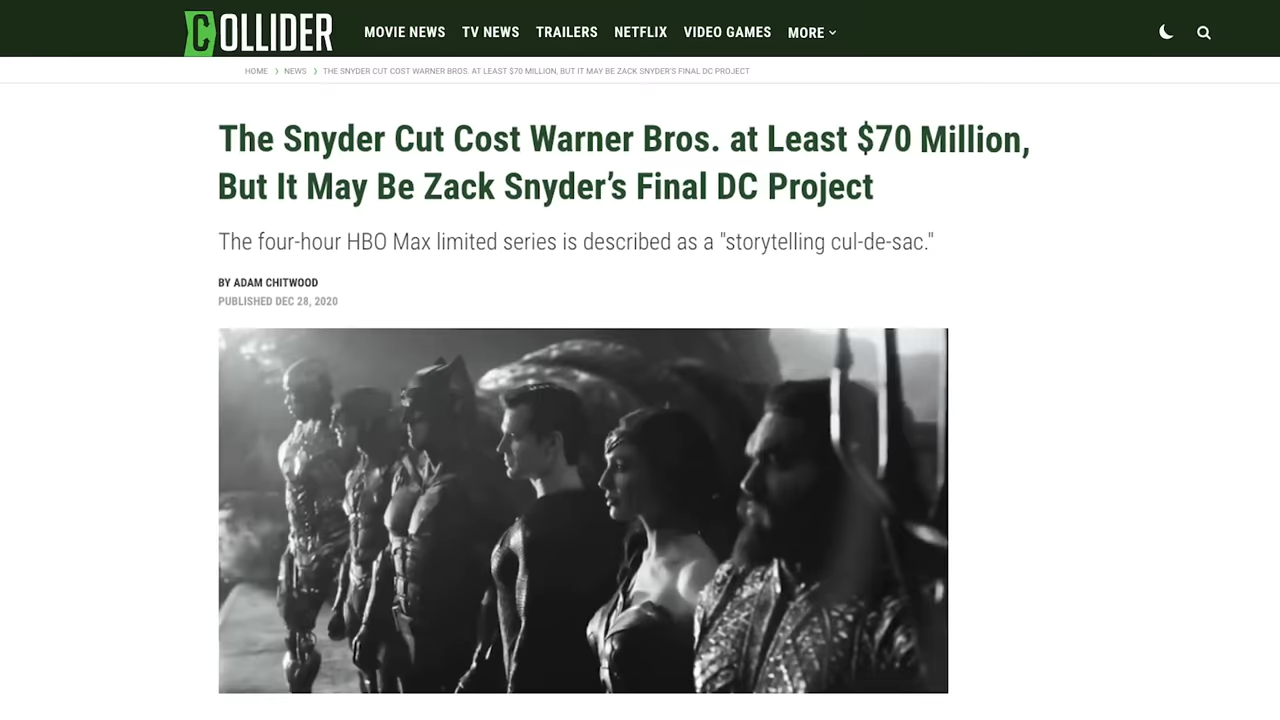 COLLIDER MOVIE NEWS TV NEWS TRAILERS NETFLIX VIDEO GAMES MORE
HOME NEWS THE SNYDER CUT COST WARNER BROS. AT LEAST $70 MILLION, BUT IT MAY BE ZACK SNYDER'S FINAL DC PROJECT
The Snyder Cut Cost Warner Bros. at Least $70 Million,
But It May Be Zack Snyder’s Final DC Project
The four-hour HBO Max limited series is described as a "storytelling cul-de-sac."
BY ADAM CHITWOOD
PUBLISHED DEC 28, 2020